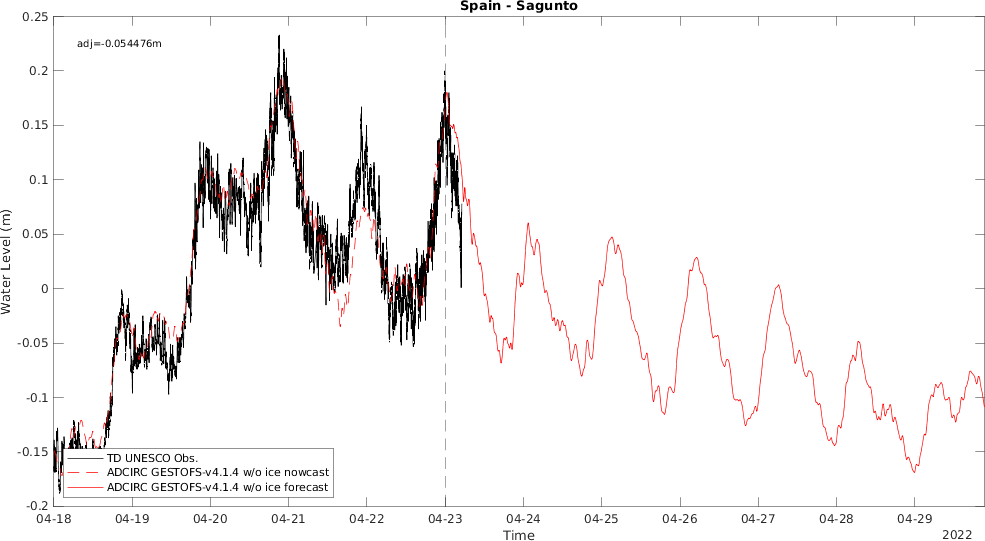 Spain - Sagunto
adj=-0.054476m
Water Level (m)
0.25
0.2
0.15
0.1
0.05
0
-0.05
-0.1
-0.15
-0.2
TD UNESCO Obs.
ADCIRC GESTOFS-v4.1.4 w/o ice nowcast
ADCIRC GESTOFS-v4.1.4 w/o ice forecast
04-18 04-19 04-20 04-21 04-22 04-23 04-24 04-25 04-26 04-27 04-28 04-29
Time
2022